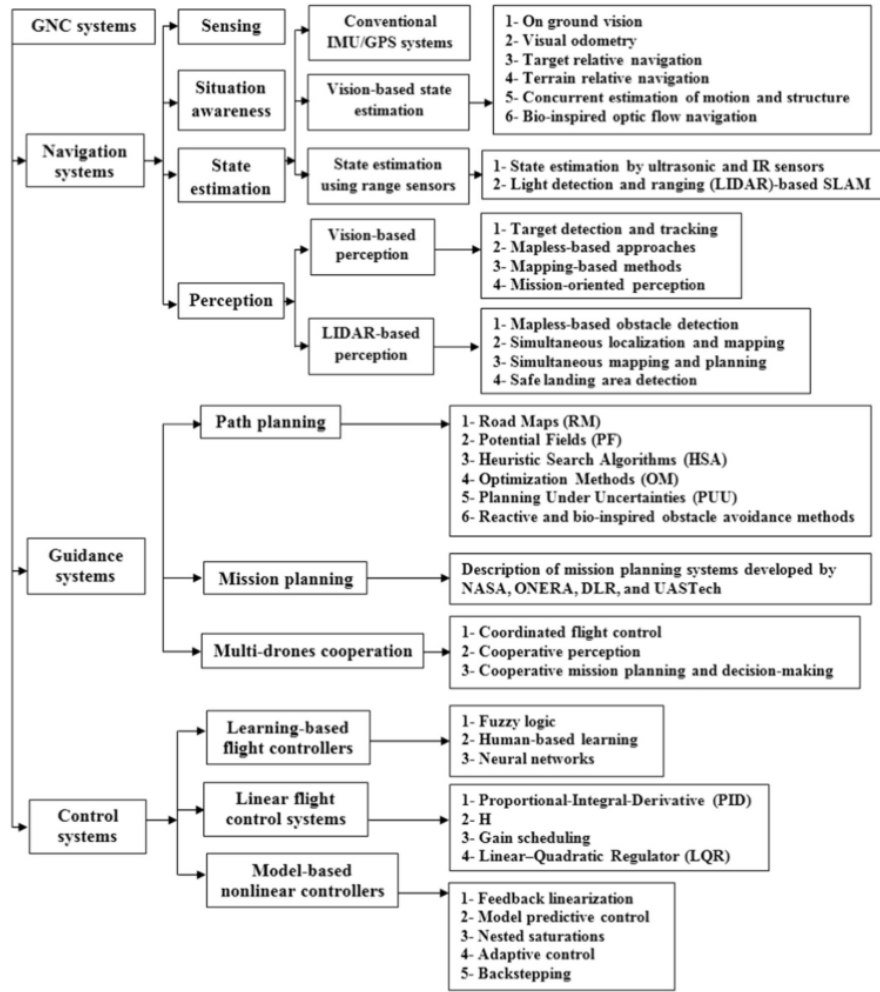 GNC systems
Sensing
Conventional
IMU/GPS systems
1- On ground vision
2- Visual odometry
3- Target relative navigation
4- Terrain relative navigation
5- Concurrent estimation of motion and structure
6- Bio-inspired optic flow navigation
Situation
awareness
Vision-based state
estimation
Navigation
systems
State
estimation
State estimation
using range sensors
1- State estimation by ultrasonic and IR sensors
2- Light detection and ranging (LIDAR)-based SLAM
Vision-based
perception
1- Target detection and tracking
2- Mapless-based approaches
3- Mapping-based methods
4- Mission-oriented perception
Perception
LIDAR-based
perception
1- Mapless-based obstacle detection
2- Simultaneous localization and mapping
3- Simultaneous mapping and planning
4- Safe landing area detection
Path planning
1- Road Maps (RM)
2- Potential Fields (PF)
3- Heuristic Search Algorithms (HSA)
4- Optimization Methods (OM)
5- Planning Under Uncertainties (PUU)
6- Reactive and bio-inspired obstacle avoidance methods
Guidance
systems
Mission planning
Description of mission planning systems developed by
NASA, ONERA, DLR, and UASTech
Multi-drones cooperation
1- Coordinated flight control
2- Cooperative perception
3- Cooperative mission planning and decision-making
Learning-based
flight controllers
1- Fuzzy logic
2- Human-based learning
3- Neural networks
Control
systems
Linear flight
control systems
1- Proportional-Integral-Derivative (PID)
2- H
3- Gain scheduling
4- Linear–Quadratic Regulator (LQR)
Model-based
nonlinear controllers
1- Feedback linearization
2- Model predictive control
3- Nested saturations
4- Adaptive control
5- Backstepping